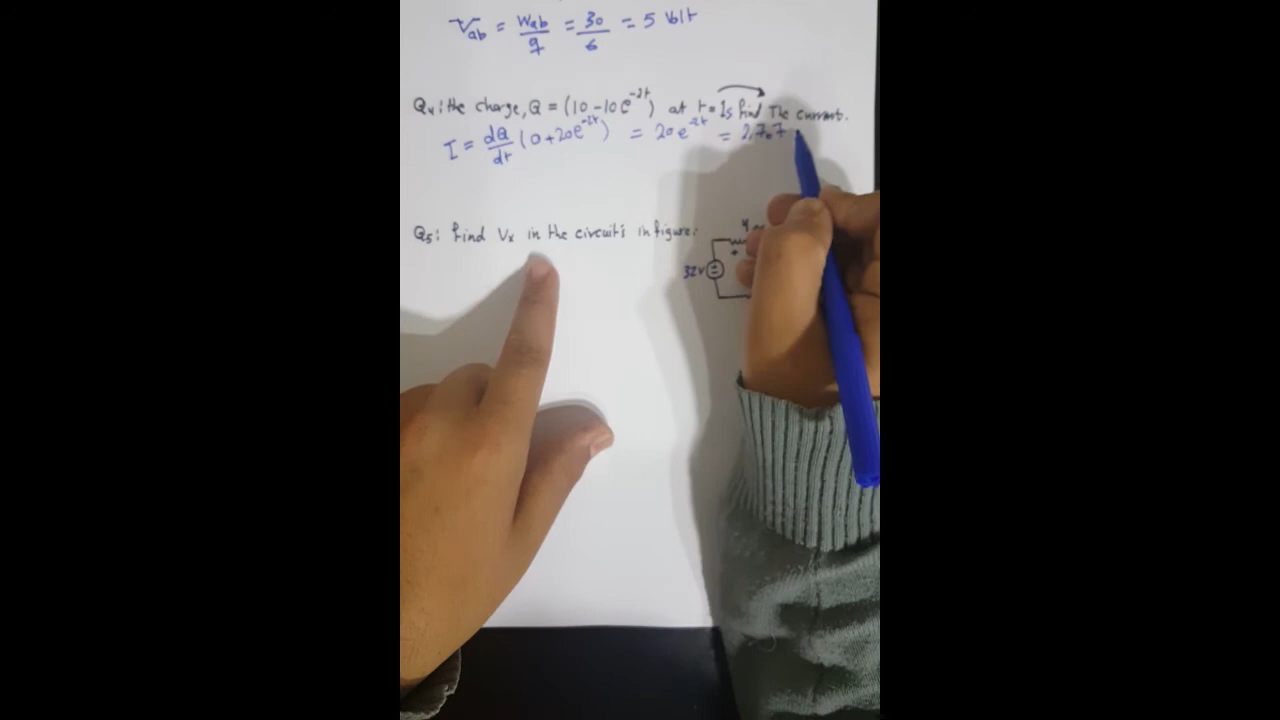 Vab = Wab/q = 30/6 = 5 Volt
Q4: the charge, Q = (10-10e^-2t) at t=1s find The current.
I = dQ/dt (0+20e^-2t) = 20e^-2t = 2,707
Q5: find Vx in the circuits in figure:
32V